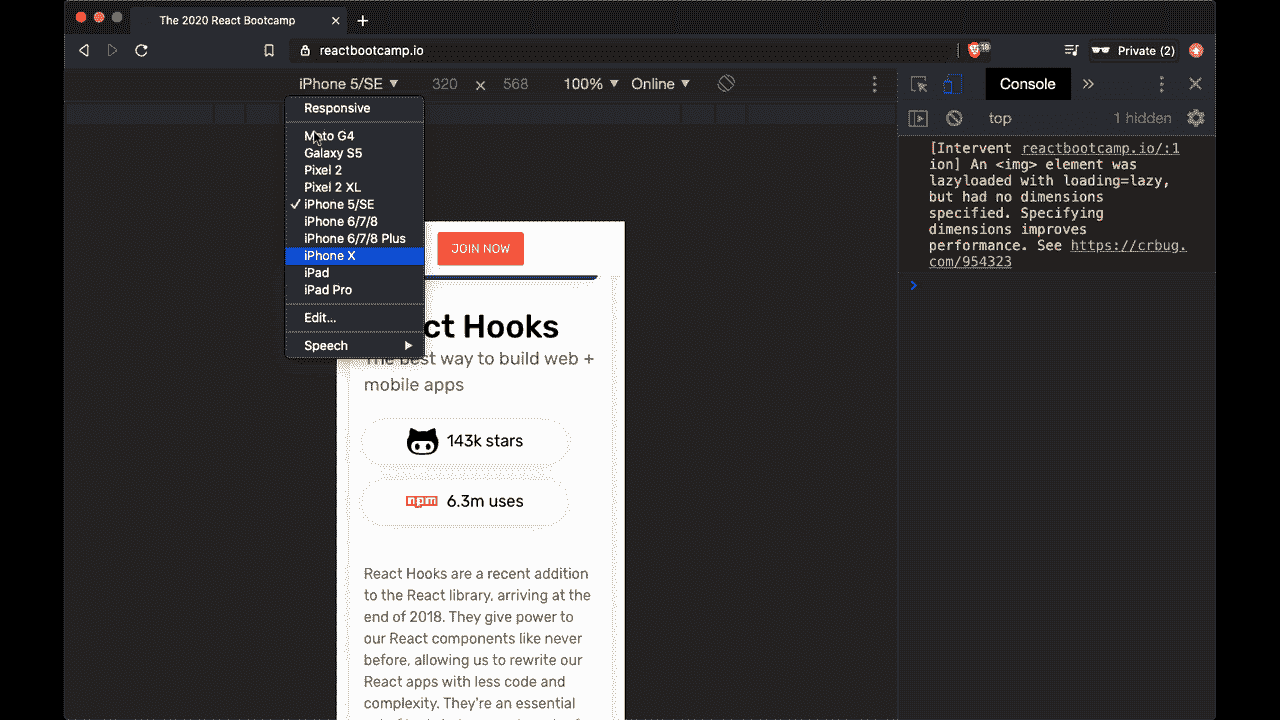 The 2020 React Bootcamp
reactbootcamp.io
18
Private (2)
iPhone 5/SE ▼ 320 × 568 100% ▼ Online ▼
Console
top
1 hidden
Responsive
Moto G4
Galaxy S5
Pixel 2
Pixel 2 XL
✓ iPhone 5/SE
iPhone 6/7/8
iPhone 6/7/8 Plus
iPhone X
iPad
iPad Pro
Edit...
Speech
JOIN NOW
ct Hooks
The best way to build web +
mobile apps
143k stars
npm 6.3m uses
React Hooks are a recent addition
to the React library, arriving at the
end of 2018. They give power to
our React components like never
before, allowing us to rewrite our
React apps with less code and
complexity. They're an essential
[Intervent reactbootcamp.io/:1
ion] An <img> element was
lazyloaded with loading=lazy,
but had no dimensions
specified. Specifying
dimensions improves
performance. See https://crbug.
com/954323